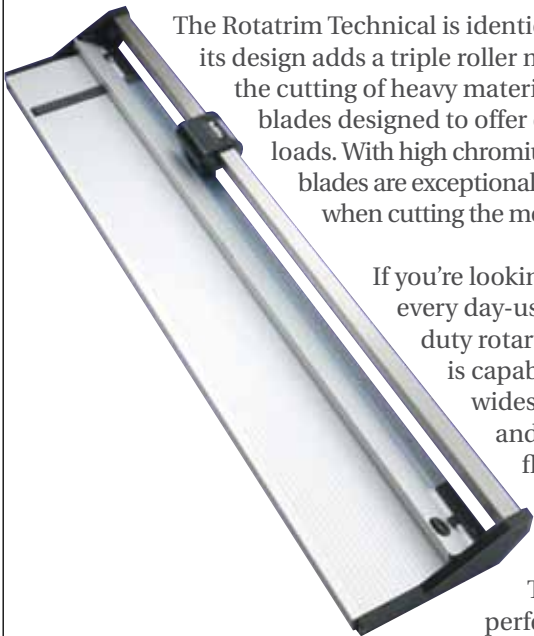 The Rotatrim Technical is identic
its design adds a triple roller m
the cutting of heavy materi
blades designed to offer
loads. With high chromiu
blades are exceptional
when cutting the mo
If you’re lookin
every day-us
duty rotar
is capab
wides
and
fl
T
perfo